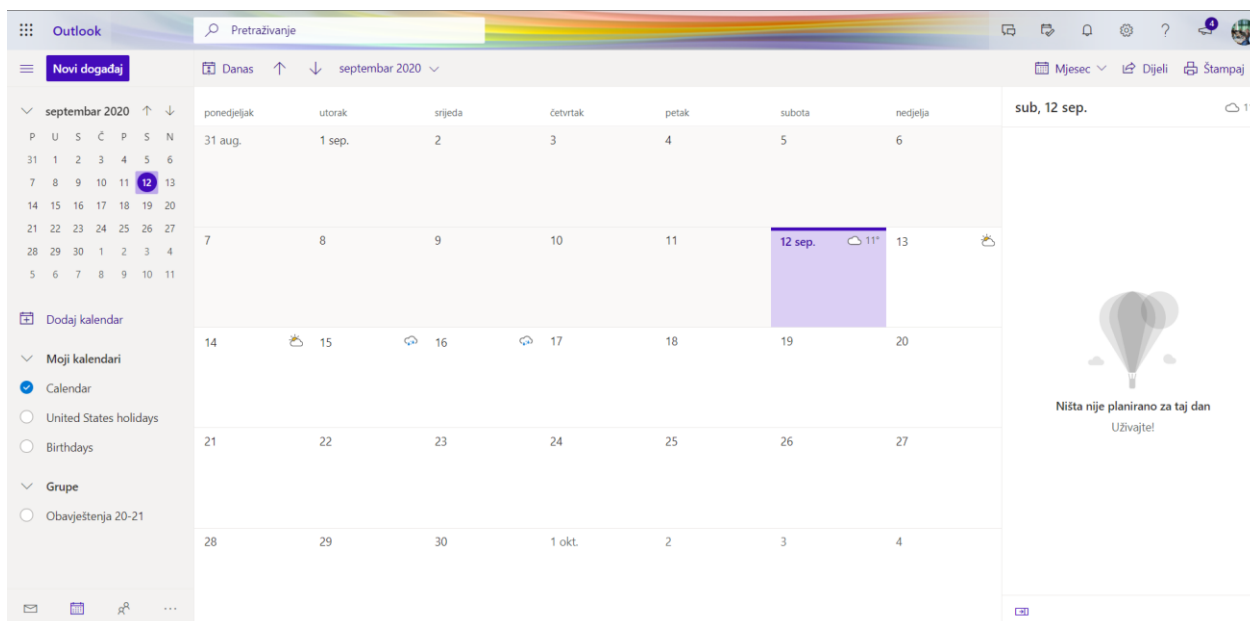 Outlook
Pretraživanje
4
Novi događaj
Danas
septembar 2020
Mjesec
Dijeli
Štampaj
septembar 2020
P U S Č P S N
31 1 2 3 4 5 6
7 8 9 10 11 12 13
14 15 16 17 18 19 20
21 22 23 24 25 26 27
28 29 30 1 2 3 4
5 6 7 8 9 10 11
Dodaj kalendar
Moji kalendari
Calendar
United States holidays
Birthdays
Grupe
Obavještenja 20-21
ponedjeljak utorak srijeda četvrtak petak subota nedjelja
31 aug. 1 sep. 2 3 4 5 6
7 8 9 10 11 12 sep. 11° 13
14 15 16 17 18 19 20
21 22 23 24 25 26 27
28 29 30 1 okt. 2 3 4
sub, 12 sep.
Ništa nije planirano za taj dan
Uživajte!